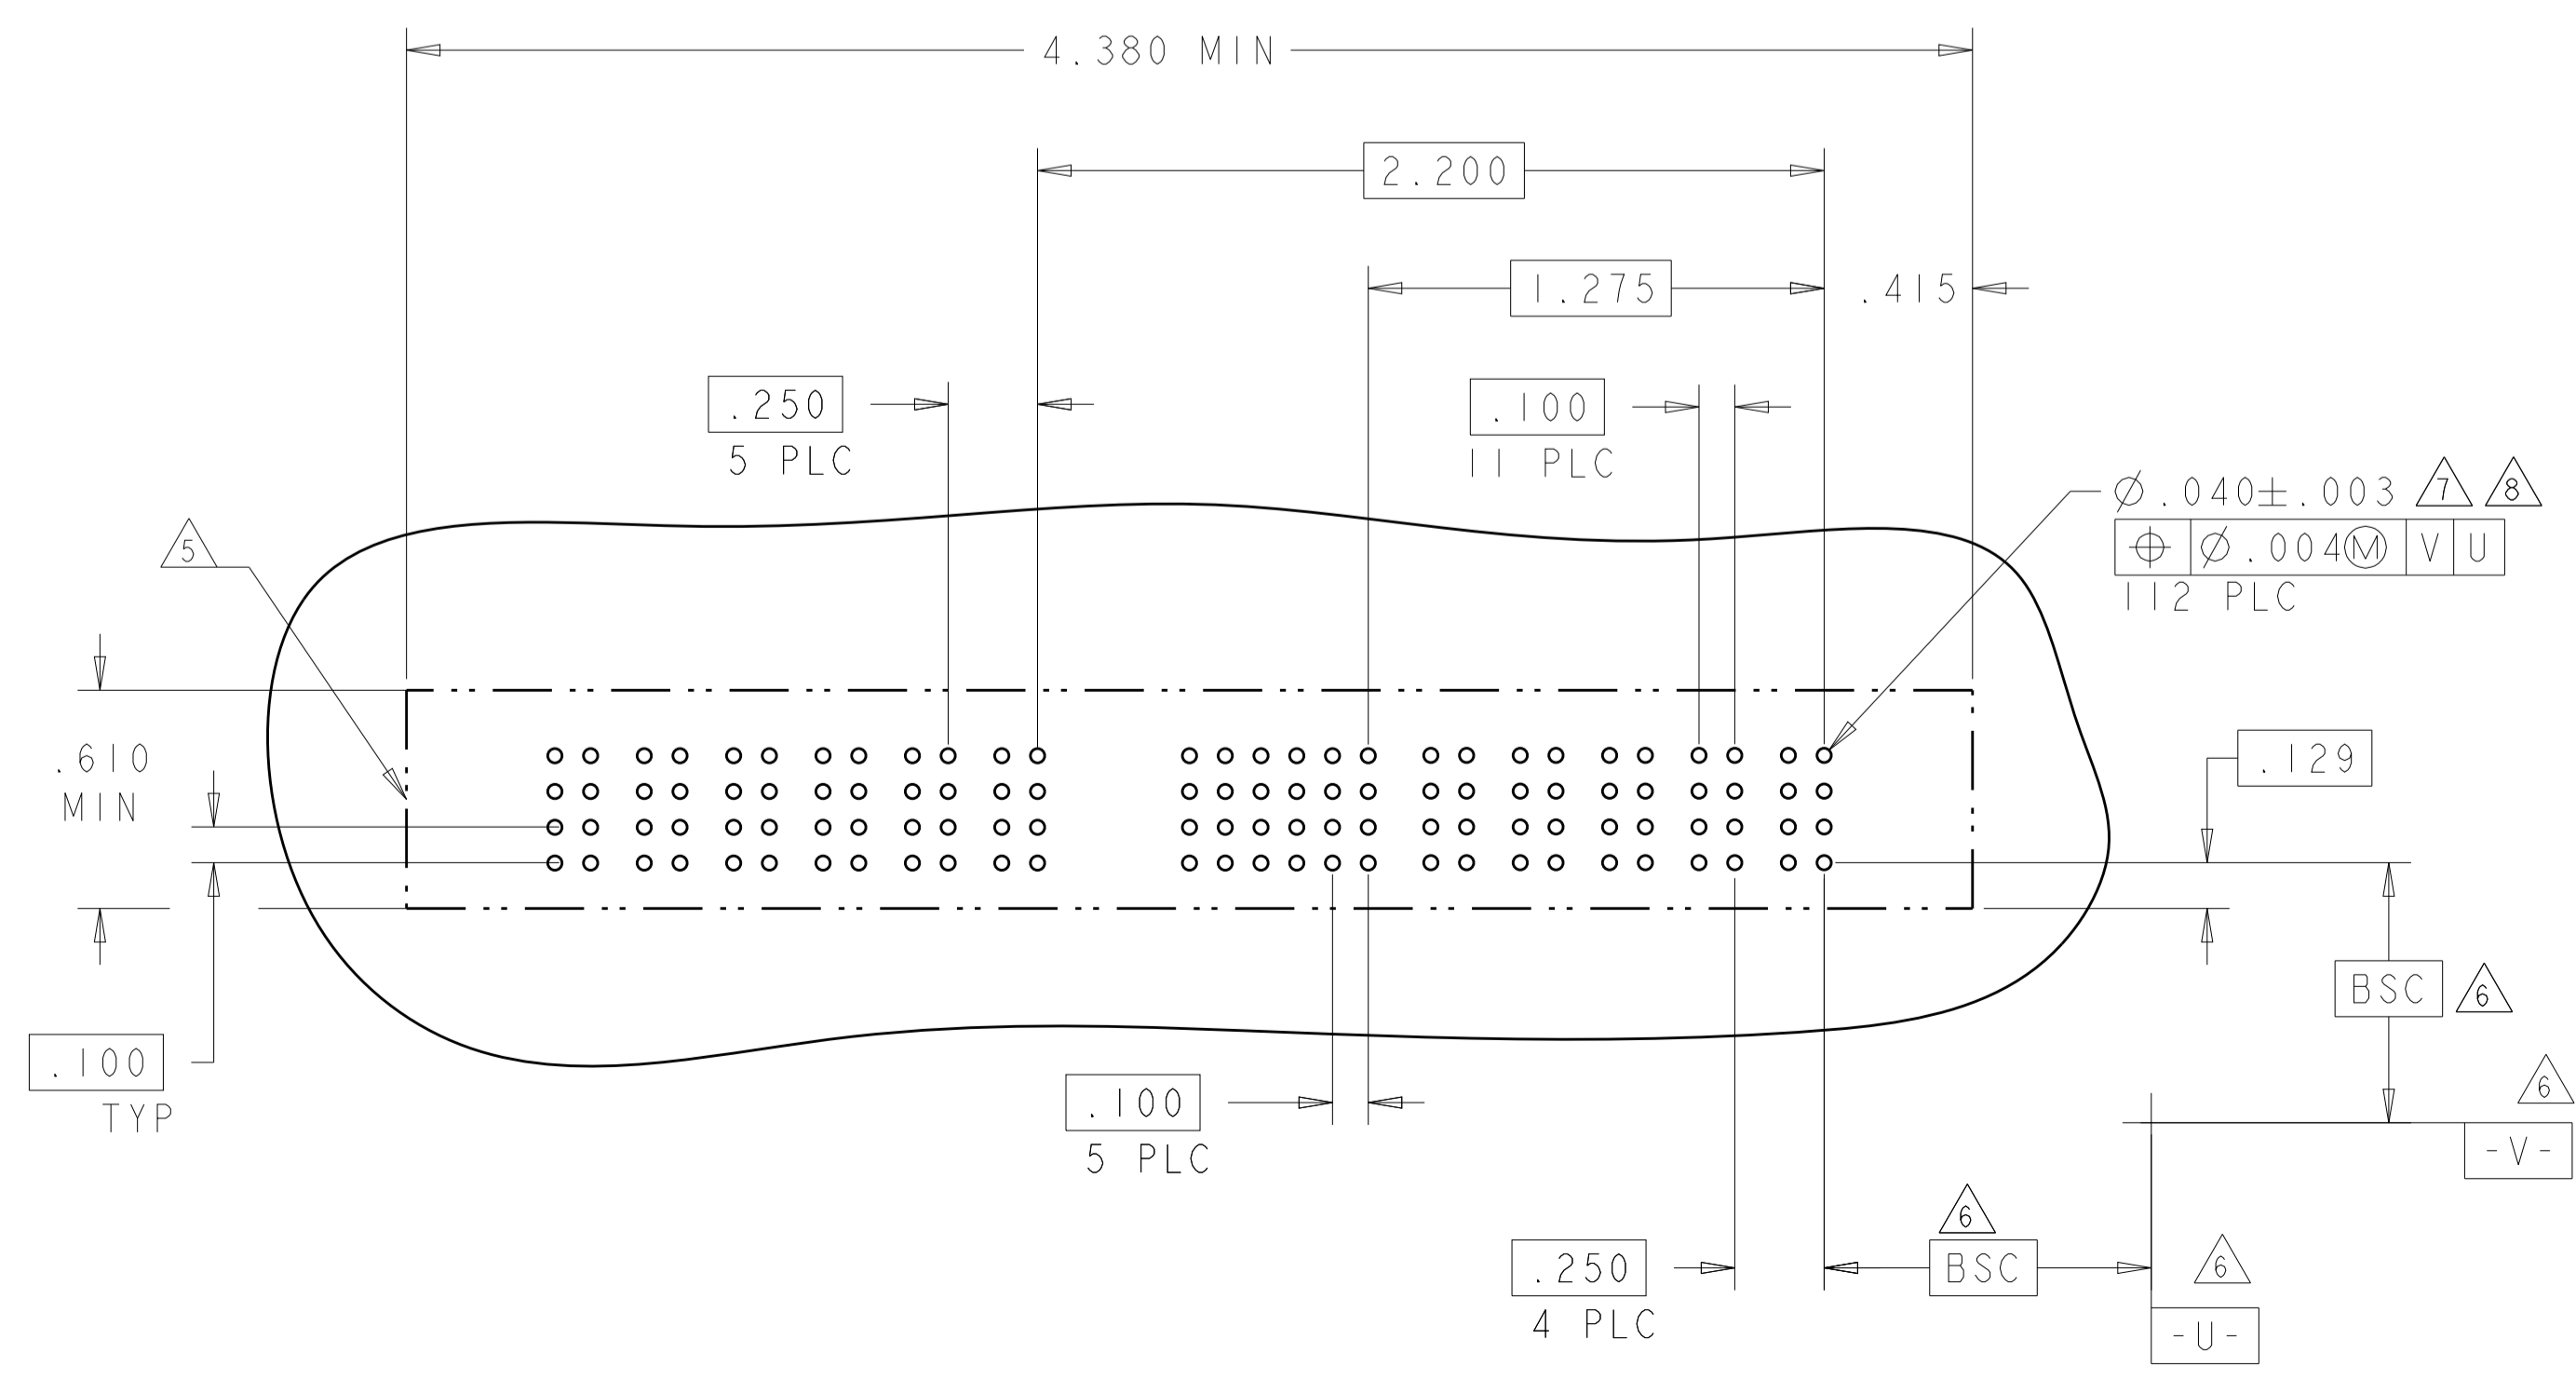 4.380 MIN
2.200
1.275
.415
.250
5 PLC
.100
11 PLC
⌀.040±.003 7 8
⌖ ⌀.004Ⓜ V U
112 PLC
5
.610
MIN
.129
BSC 6
.100
TYP
.100
5 PLC
6
-V-
6
.250
4 PLC
BSC
6
-U-